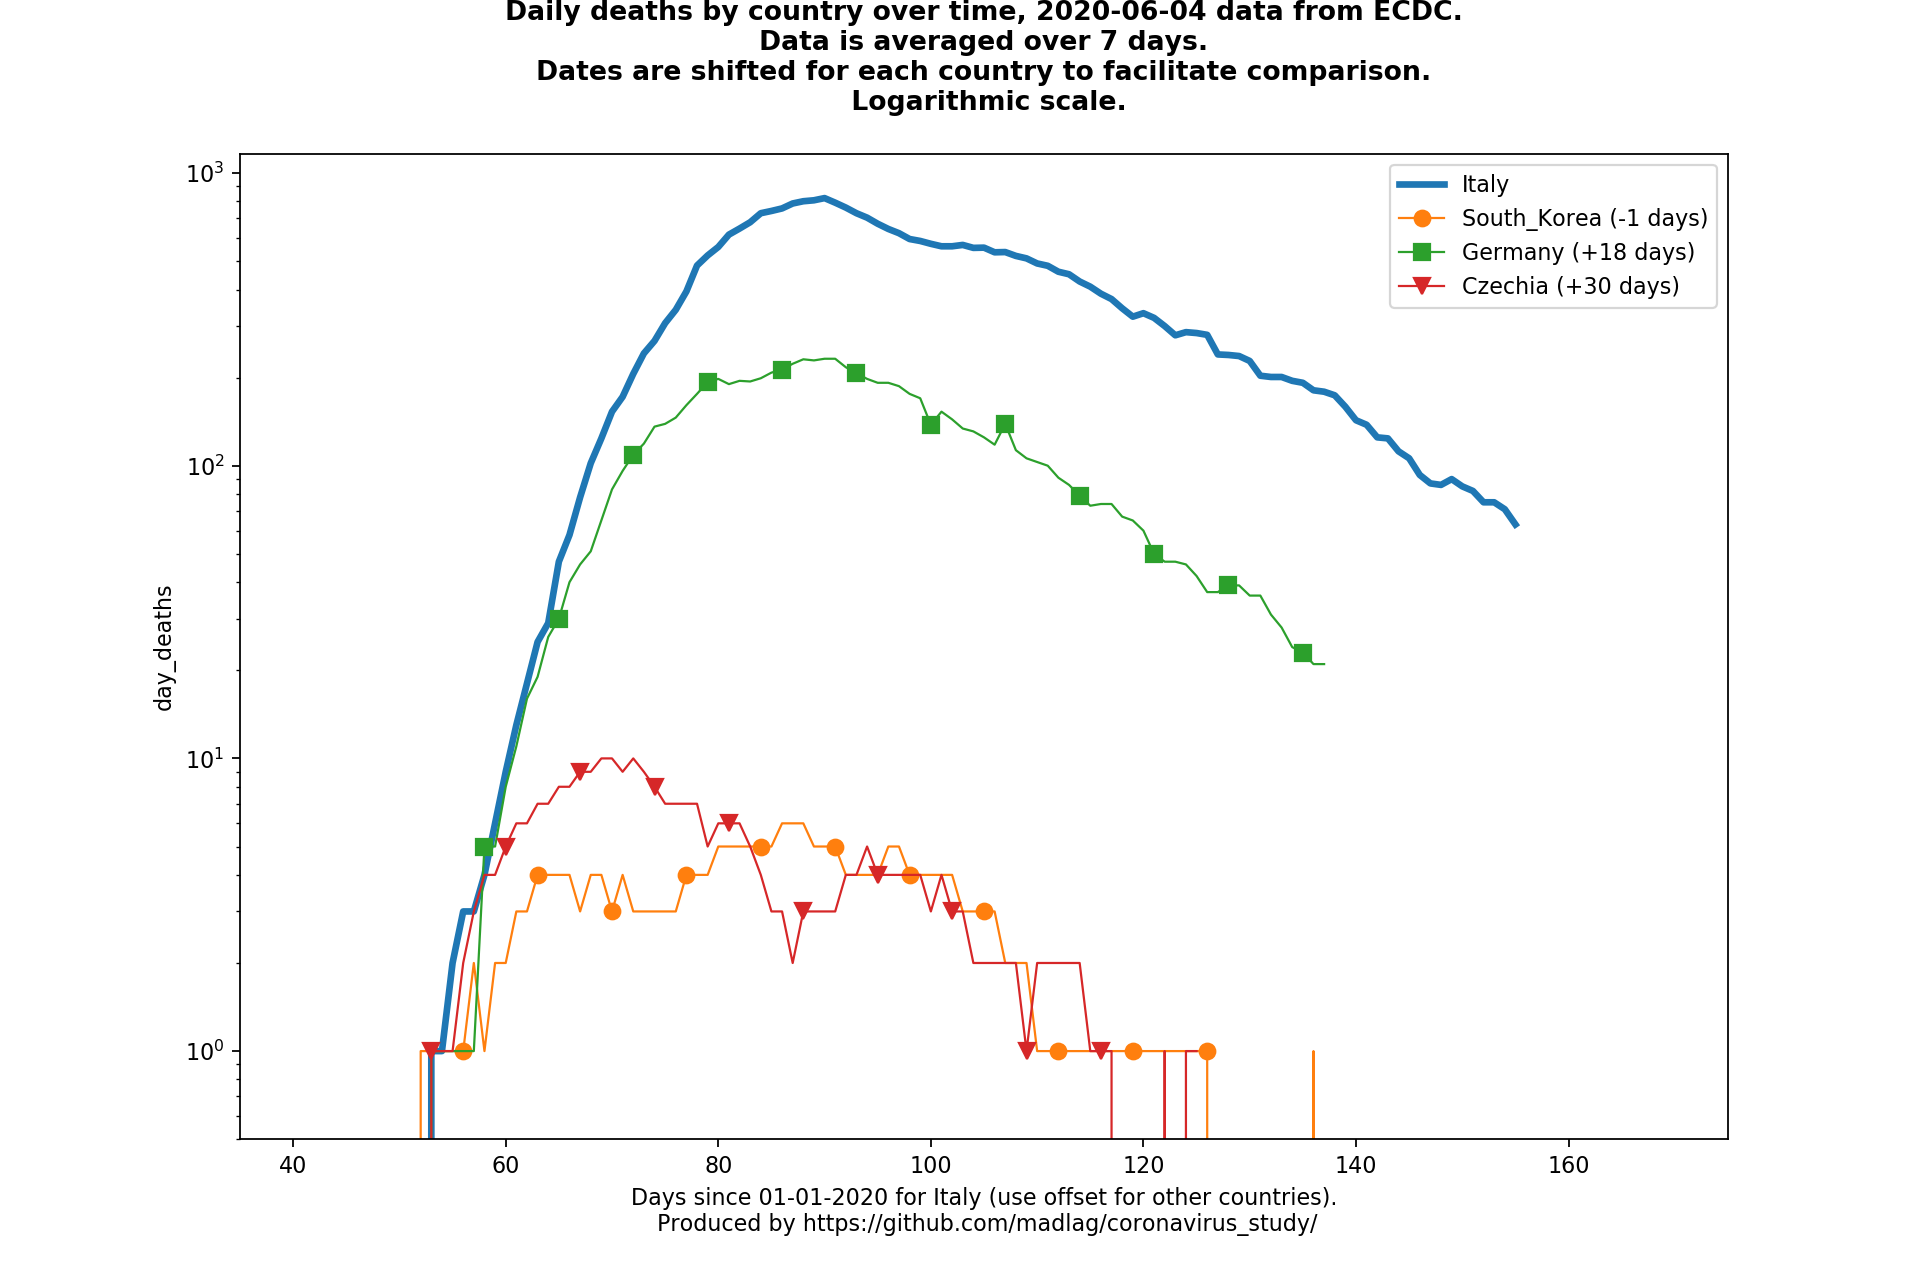 Daily deaths by country over time, 2020-06-04 data from ECDC.
Data is averaged over 7 days.
Dates are shifted for each country to facilitate comparison.
Logarithmic scale.
10³
10²
10¹
10⁰
day_deaths
Italy
South_Korea (-1 days)
Germany (+18 days)
Czechia (+30 days)
40 60 80 100 120 140 160
Days since 01-01-2020 for Italy (use offset for other countries).
Produced by https://github.com/madlag/coronavirus_study/